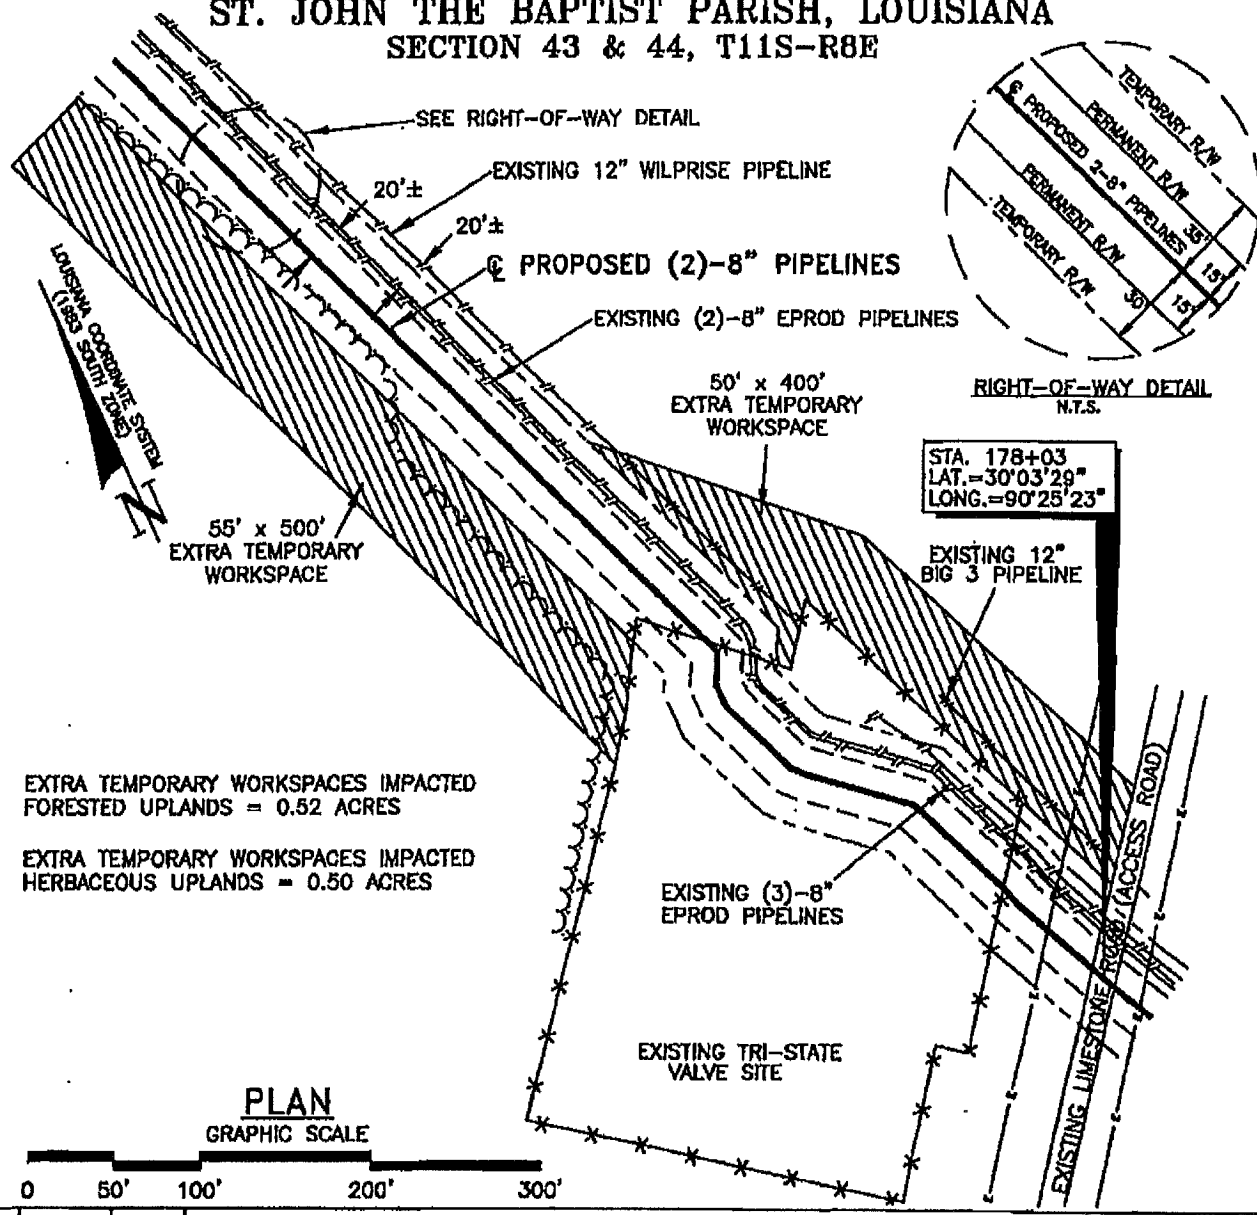 ST. JOHN THE BAPTIST PARISH, LOUISIANA
SECTION 43 & 44, T11S-R8E
SEE RIGHT-OF-WAY DETAIL
EXISTING 12" WILPRISE PIPELINE
20'±
20'±
℄ PROPOSED (2)-8" PIPELINES
EXISTING (2)-8" EPROD PIPELINES
TEMPORARY R/W
PERMANENT R/W
℄ PROPOSED 2-8" PIPELINES
PERMANENT R/W
TEMPORARY R/W
35'
15'
30'
15'
RIGHT-OF-WAY DETAIL
N.T.S.
LOUISIANA COORDINATE SYSTEM
(1983 SOUTH ZONE)
N
50' x 400'
EXTRA TEMPORARY
WORKSPACE
STA. 178+03
LAT.=30°03'29"
LONG.=90°25'23"
55' x 500'
EXTRA TEMPORARY
WORKSPACE
EXISTING 12"
BIG 3 PIPELINE
EXTRA TEMPORARY WORKSPACES IMPACTED
FORESTED UPLANDS = 0.52 ACRES
EXTRA TEMPORARY WORKSPACES IMPACTED
HERBACEOUS UPLANDS = 0.50 ACRES
EXISTING (3)-8"
EPROD PIPELINES
EXISTING LIMESTONE ROAD (ACCESS ROAD)
EXISTING TRI-STATE
VALVE SITE
PLAN
GRAPHIC SCALE
0 50' 100' 200' 300'